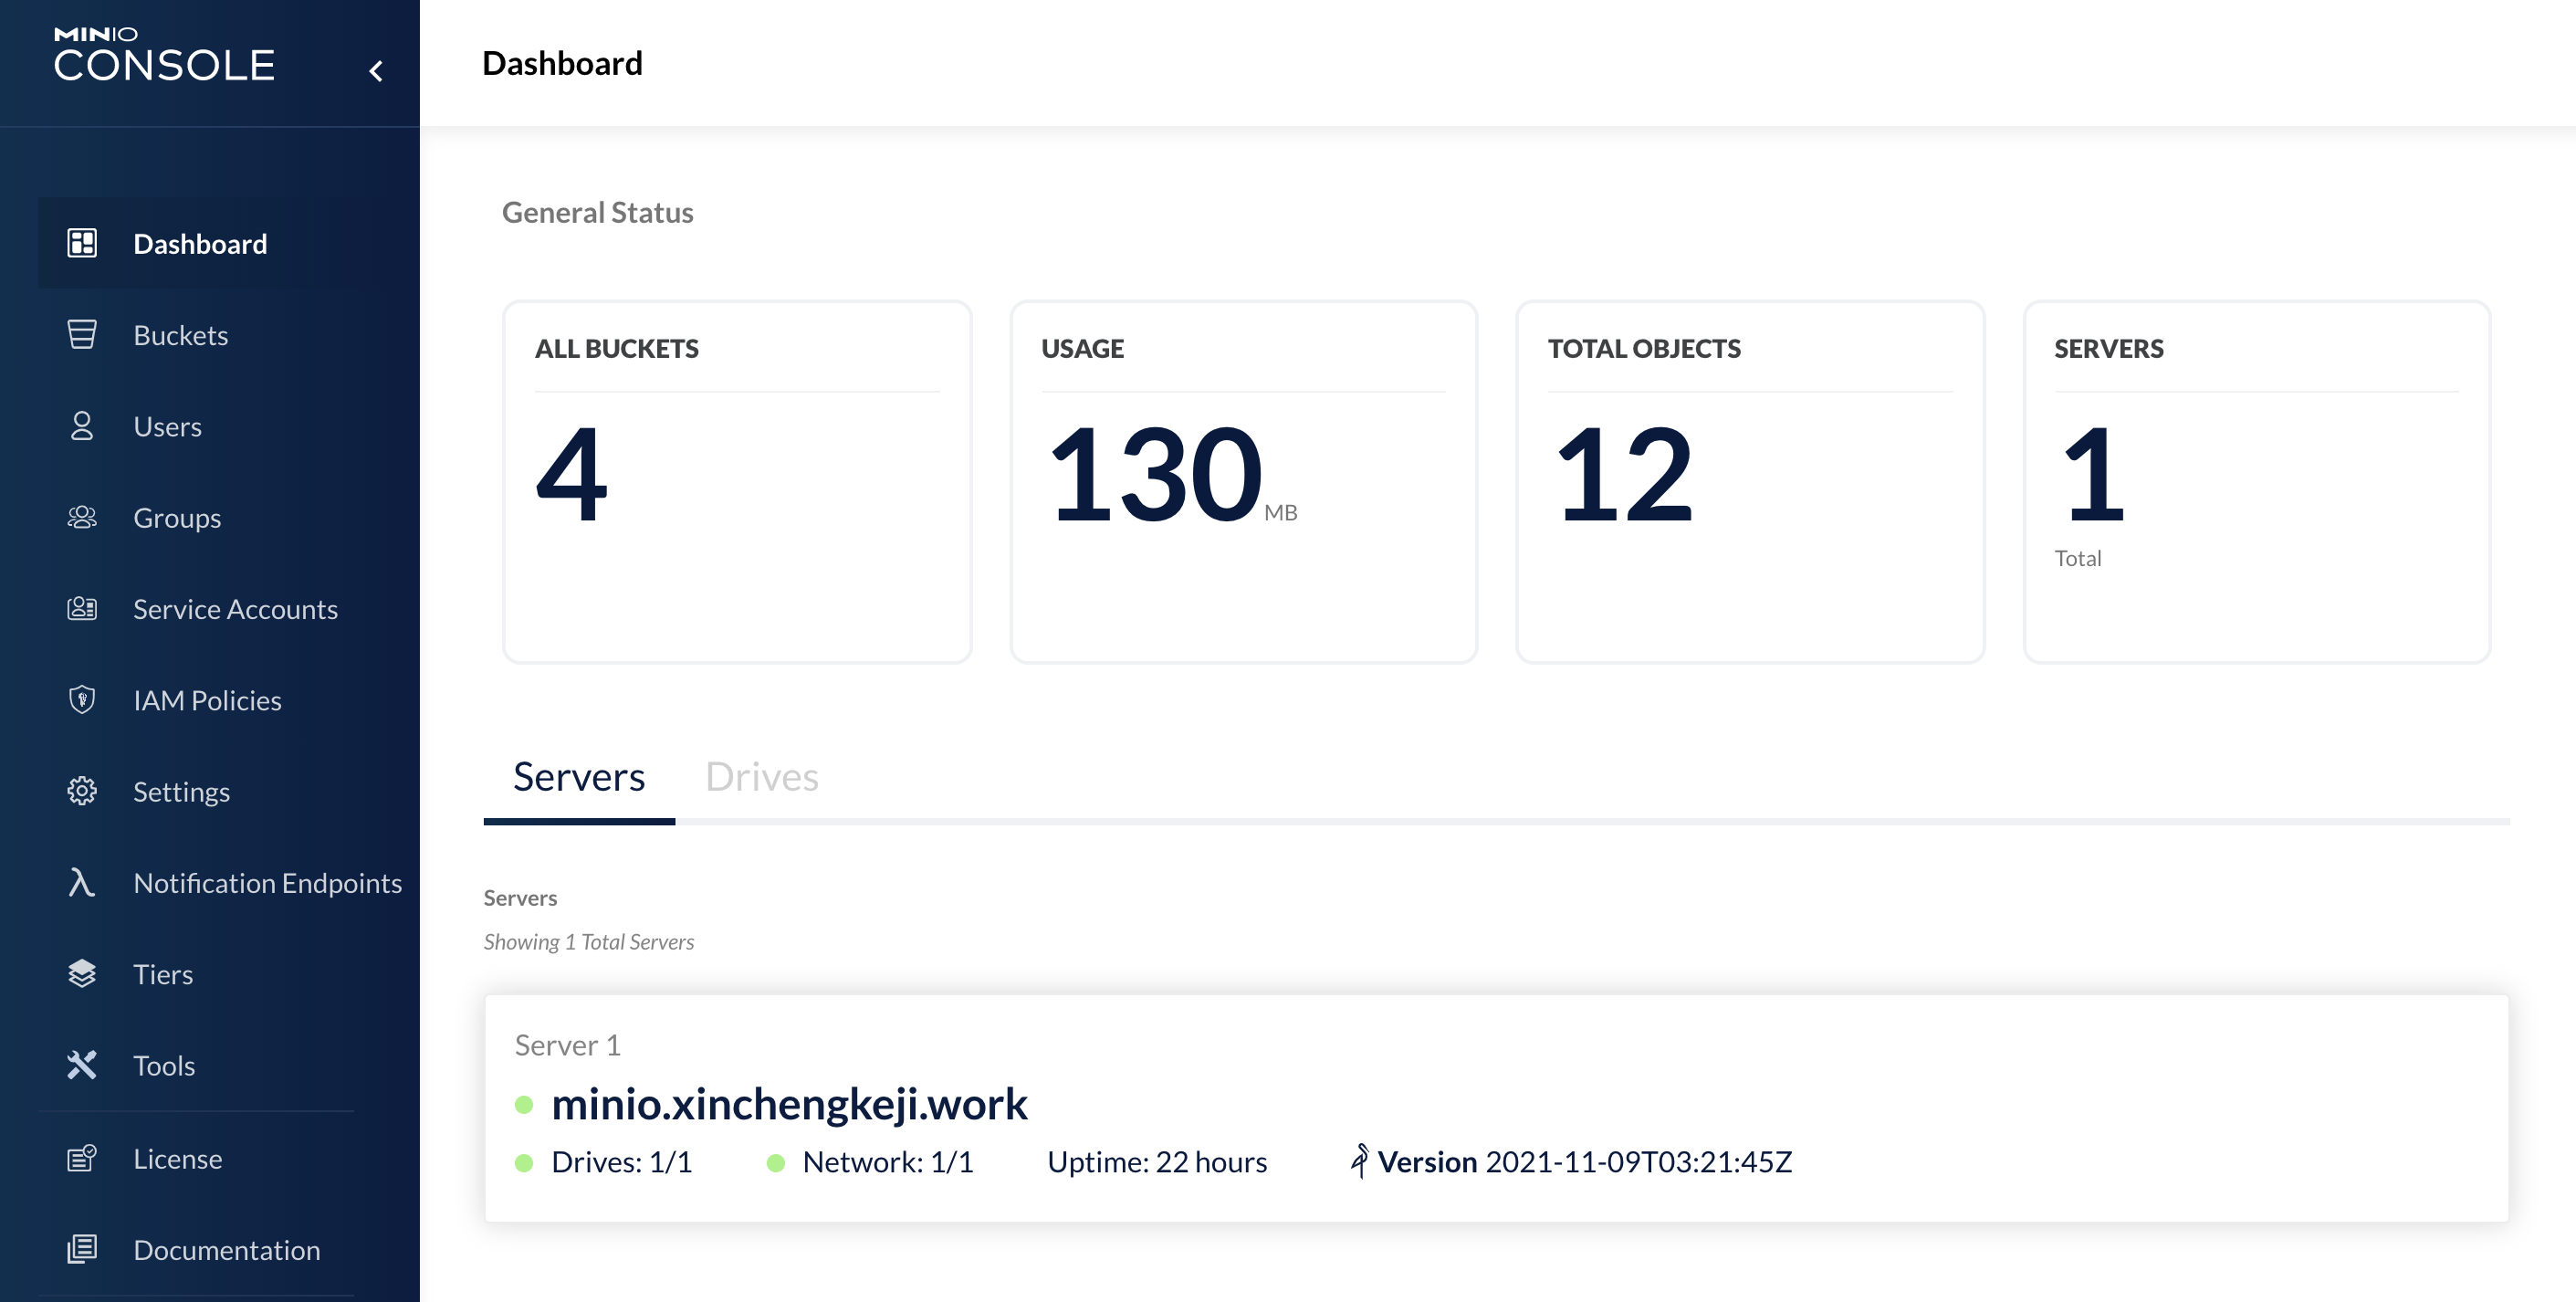 MINIO
CONSOLE
Dashboard
Buckets
Users
Groups
Service Accounts
IAM Policies
Settings
Notification Endpoints
Tiers
Tools
License
Documentation
Dashboard
General Status
ALL BUCKETS
4
USAGE
130 MB
TOTAL OBJECTS
12
SERVERS
1
Total
Servers Drives
Servers
Showing 1 Total Servers
Server 1
minio.xinchengkeji.work
Drives: 1/1 Network: 1/1 Uptime: 22 hours Version 2021-11-09T03:21:45Z